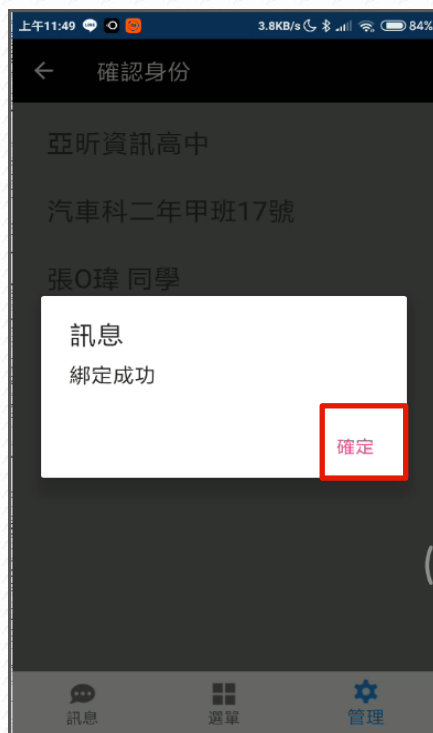 上午11:49 3.8KB/s 84%
確認身份
亞昕資訊高中
汽車科二年甲班17號
張O瑋 同學
訊息
綁定成功
確定
訊息 選單 管理